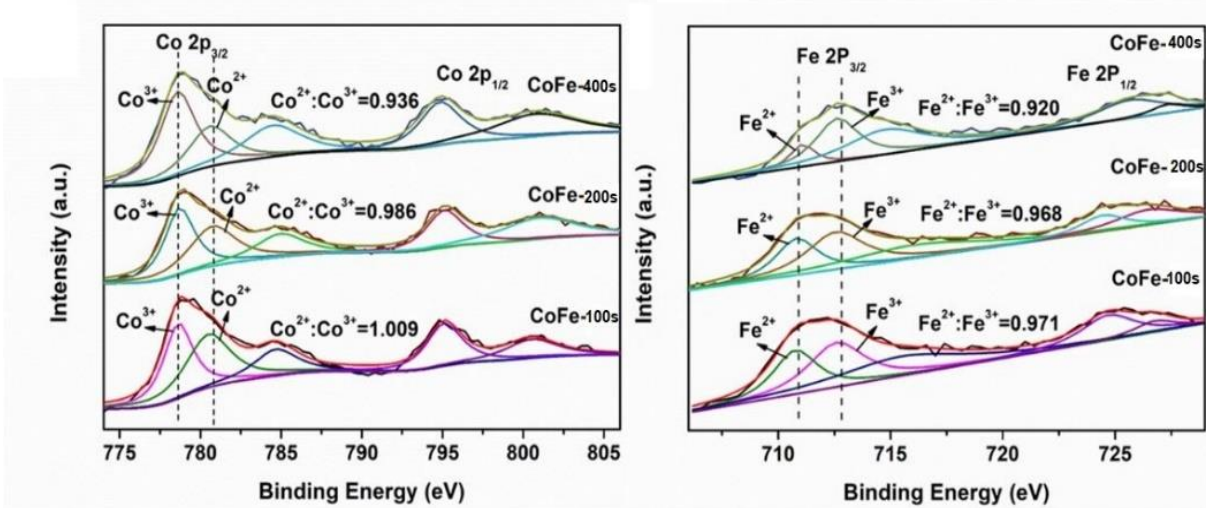 Co 2p3/2
Co 2p1/2
CoFe-400s
Co3+
Co2+
Co2+:Co3+=0.936
CoFe-200s
Co3+
Co2+
Co2+:Co3+=0.986
CoFe-100s
Co3+
Co2+
Co2+:Co3+=1.009
Intensity (a.u.)
775 780 785 790 795 800 805
Binding Energy (eV)
CoFe-400s
Fe 2P3/2
Fe 2P1/2
Fe2+
Fe3+
Fe2+:Fe3+=0.920
CoFe-200s
Fe2+
Fe3+
Fe2+:Fe3+=0.968
CoFe-100s
Fe2+
Fe3+
Fe2+:Fe3+=0.971
Intensity (a.u.)
710 715 720 725
Binding Energy (eV)